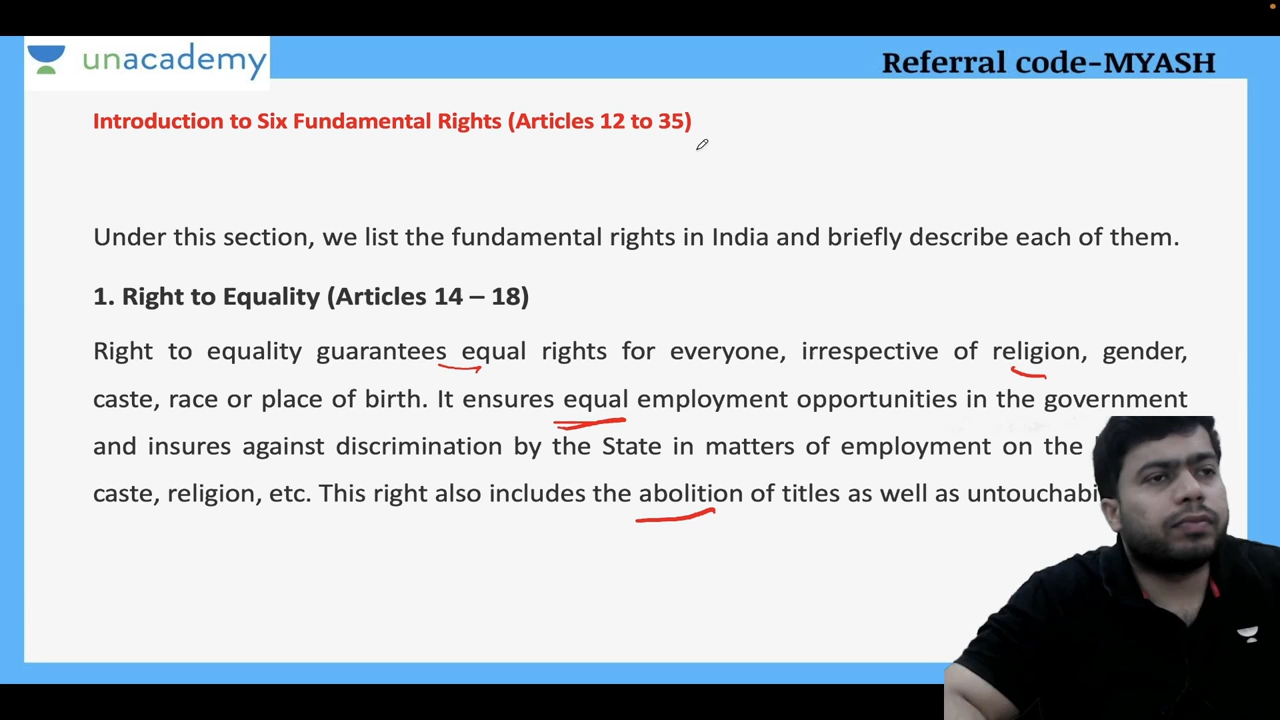 unacademy
Referral code-MYASH
Introduction to Six Fundamental Rights (Articles 12 to 35)
Under this section, we list the fundamental rights in India and briefly describe each of them.
1. Right to Equality (Articles 14 – 18)
Right to equality guarantees equal rights for everyone, irrespective of religion, gender,
caste, race or place of birth. It ensures equal employment opportunities in the government
and insures against discrimination by the State in matters of employment on the
caste, religion, etc. This right also includes the abolition of titles as well as